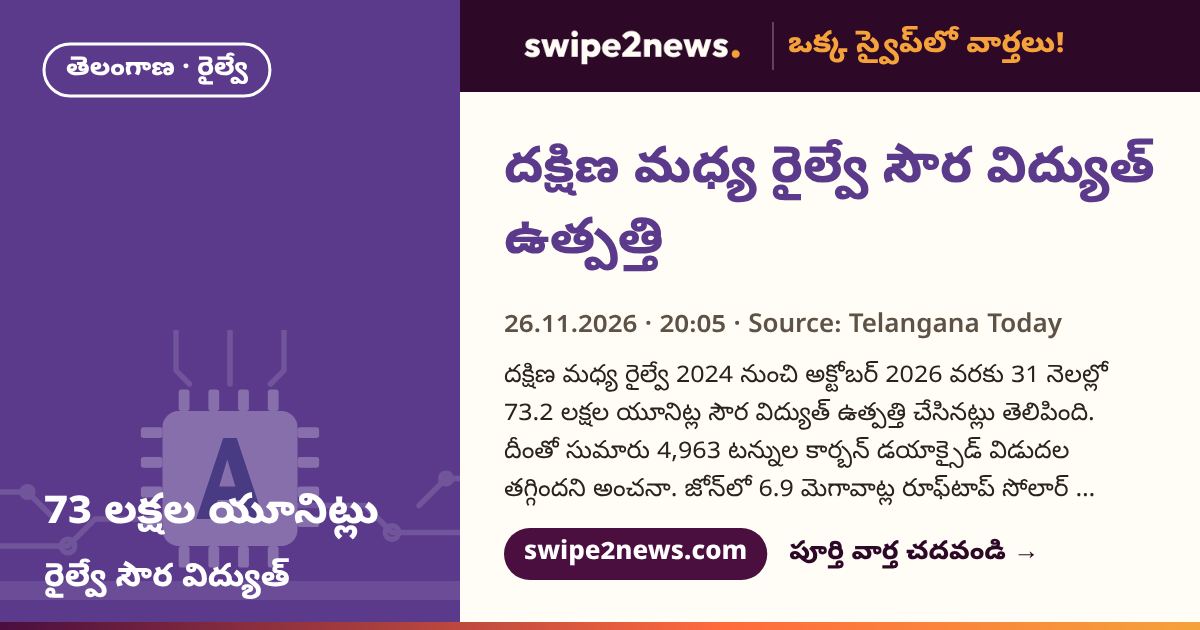 తెలంగాణ · రైల్వే
A
73 లక్షల యూనిట్లు
రైల్వే సౌర విద్యుత్
swipe2news.
ఒక్క స్వైప్‌లో వార్తలు!
దక్షిణ మధ్య రైల్వే సౌర విద్యుత్
ఉత్పత్తి
26.11.2026 · 20:05 · Source: Telangana Today
దక్షిణ మధ్య రైల్వే 2024 నుంచి అక్టోబర్ 2026 వరకు 31 నెలల్లో
73.2 లక్షల యూనిట్ల సౌర విద్యుత్ ఉత్పత్తి చేసినట్లు తెలిపింది.
దీంతో సుమారు 4,963 టన్నుల కార్బన్ డయాక్సైడ్ విడుదల
తగ్గిందని అంచనా. జోన్‌లో 6.9 మెగావాట్ల రూఫ్‌టాప్ సోలార్ ...
swipe2news.com
పూర్తి వార్త చదవండి →